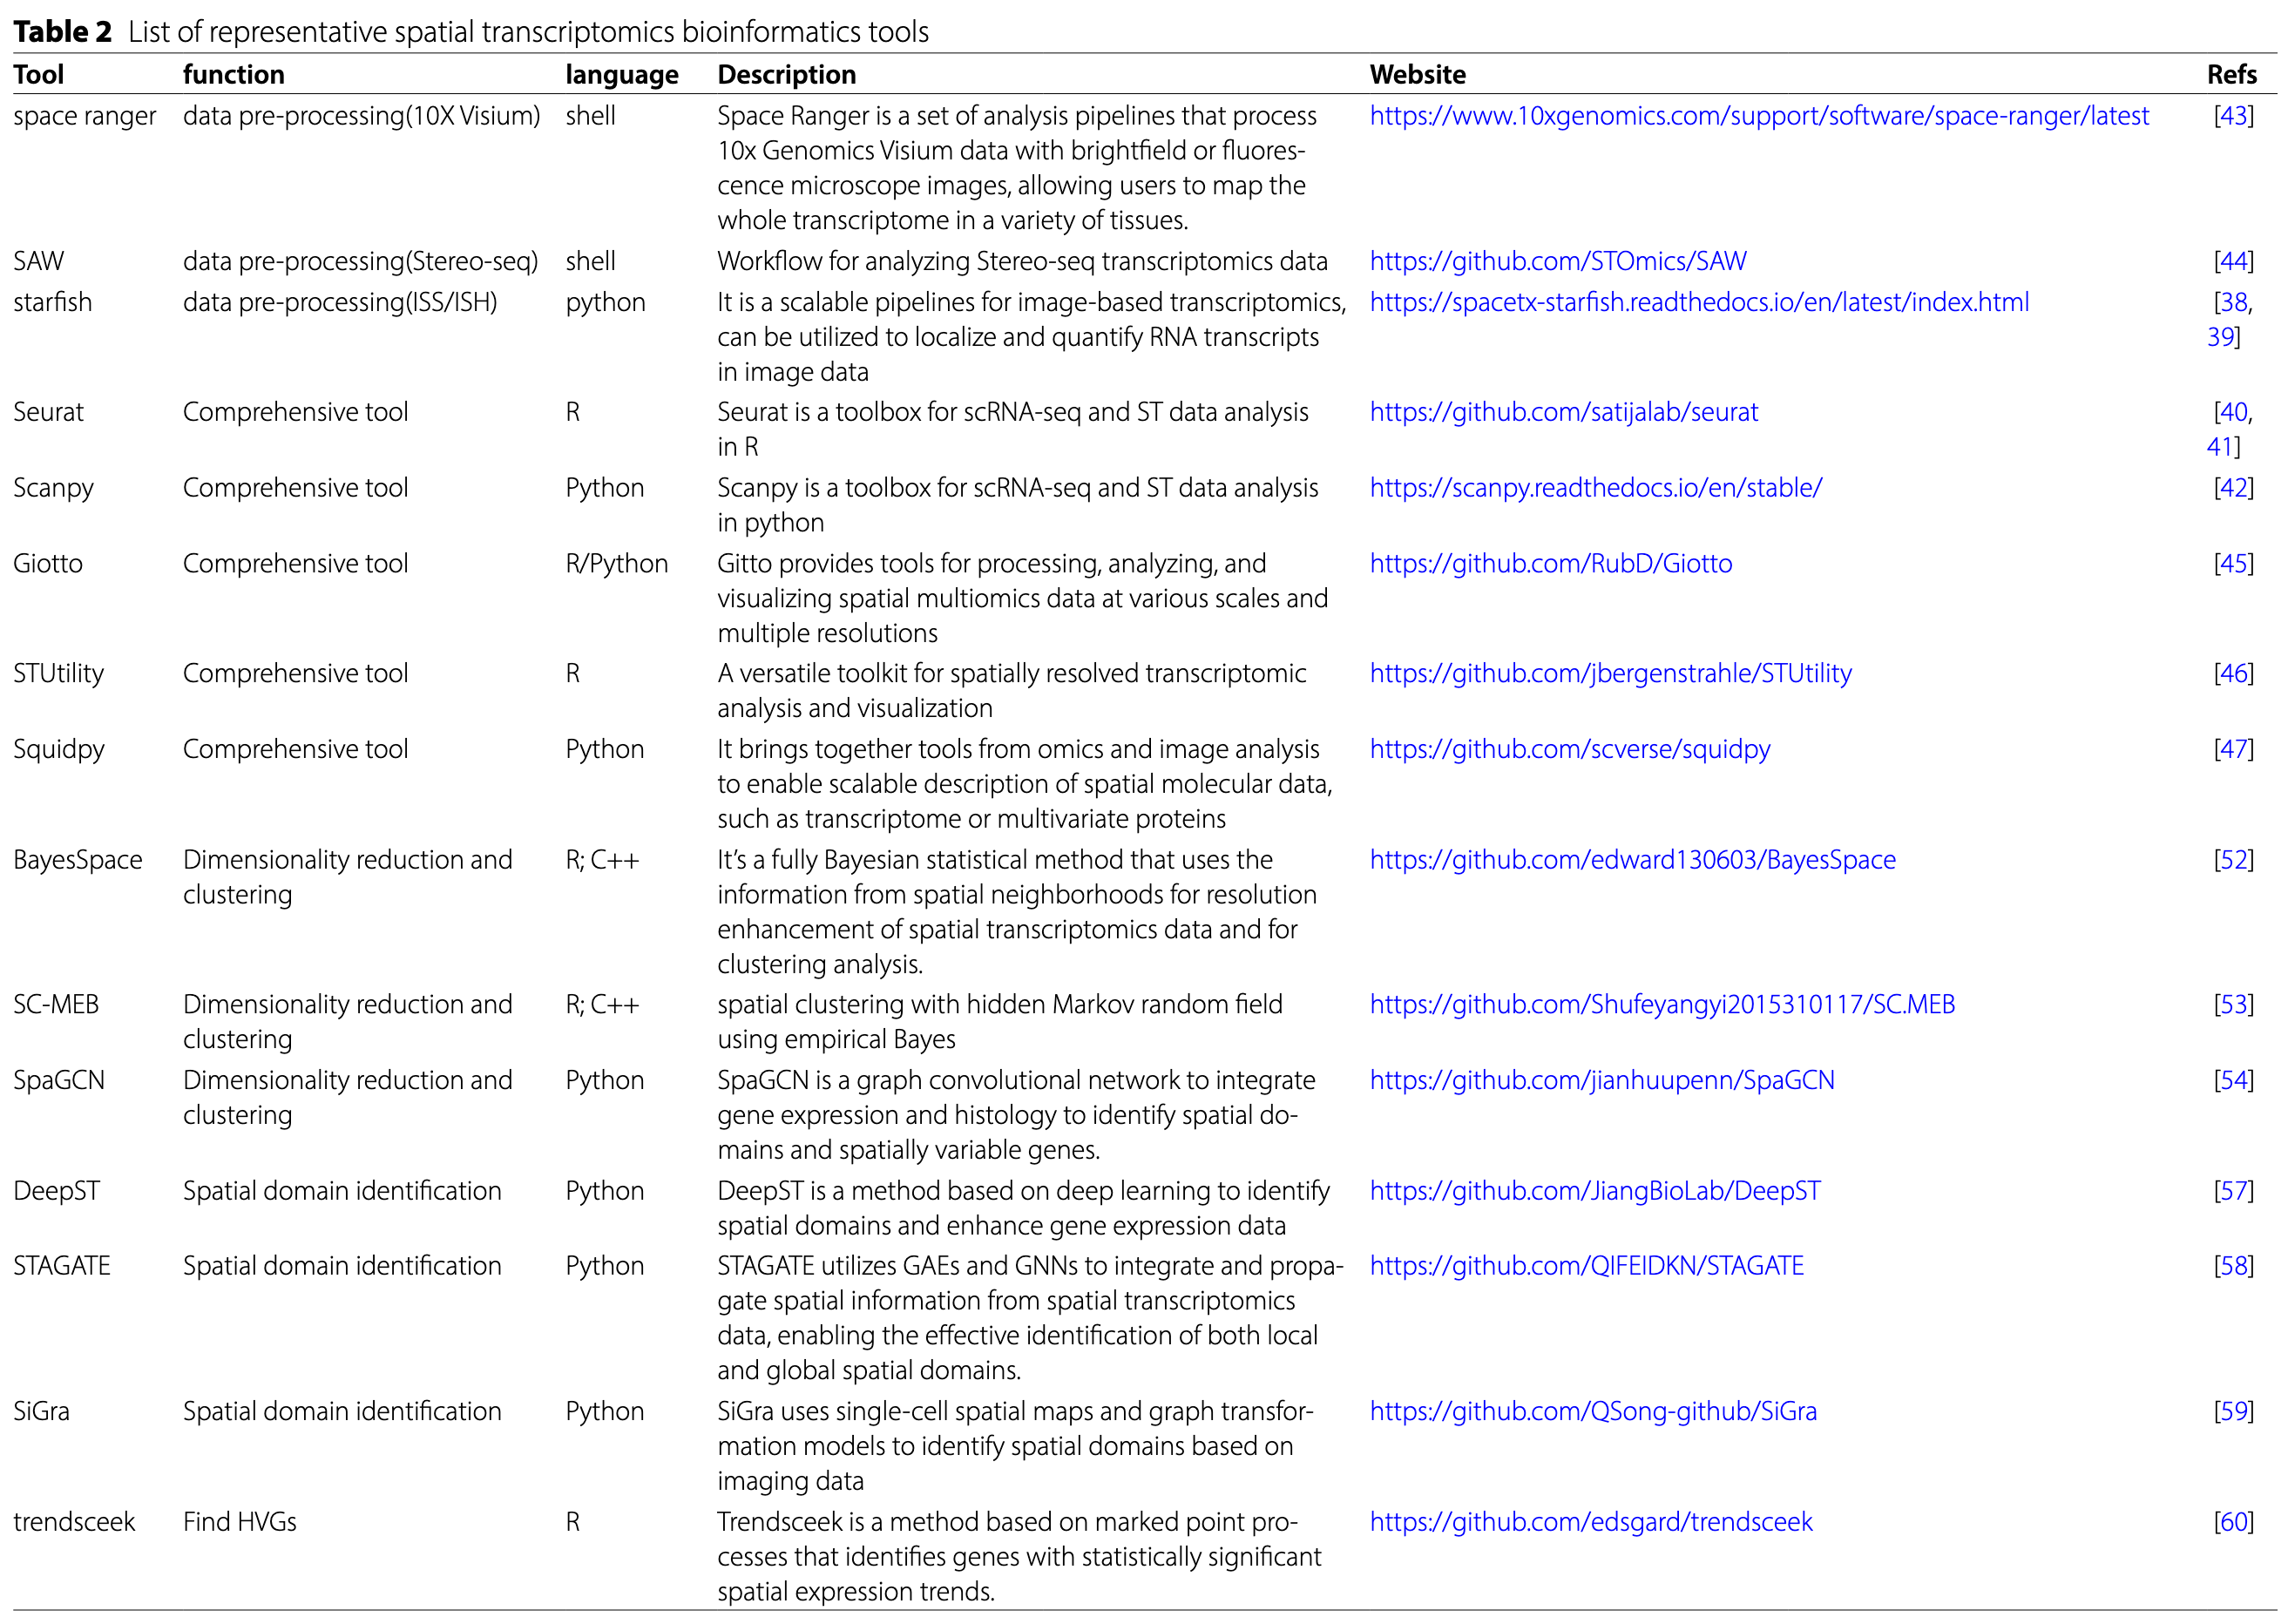 Table 2 List of representative spatial transcriptomics bioinformatics tools
Tool function language Description Website Refs
space ranger data pre-processing(10X Visium) shell Space Ranger is a set of analysis pipelines that process https://www.10xgenomics.com/support/software/space-ranger/latest [43]
10x Genomics Visium data with brightfield or fluores-
cence microscope images, allowing users to map the
whole transcriptome in a variety of tissues.
SAW data pre-processing(Stereo-seq) shell Workflow for analyzing Stereo-seq transcriptomics data https://github.com/STOmics/SAW [44]
starfish data pre-processing(ISS/ISH) python It is a scalable pipelines for image-based transcriptomics, https://spacetx-starfish.readthedocs.io/en/latest/index.html [38,
can be utilized to localize and quantify RNA transcripts 39]
in image data
Seurat Comprehensive tool R Seurat is a toolbox for scRNA-seq and ST data analysis https://github.com/satijalab/seurat [40,
in R 41]
Scanpy Comprehensive tool Python Scanpy is a toolbox for scRNA-seq and ST data analysis https://scanpy.readthedocs.io/en/stable/ [42]
in python
Giotto Comprehensive tool R/Python Gitto provides tools for processing, analyzing, and https://github.com/RubD/Giotto [45]
visualizing spatial multiomics data at various scales and
multiple resolutions
STUtility Comprehensive tool R A versatile toolkit for spatially resolved transcriptomic https://github.com/jbergenstrahle/STUtility [46]
analysis and visualization
Squidpy Comprehensive tool Python It brings together tools from omics and image analysis https://github.com/scverse/squidpy [47]
to enable scalable description of spatial molecular data,
such as transcriptome or multivariate proteins
BayesSpace Dimensionality reduction and R; C++ It's a fully Bayesian statistical method that uses the https://github.com/edward130603/BayesSpace [52]
clustering information from spatial neighborhoods for resolution
enhancement of spatial transcriptomics data and for
clustering analysis.
SC-MEB Dimensionality reduction and R; C++ spatial clustering with hidden Markov random field https://github.com/Shufeyangyi2015310117/SC.MEB [53]
clustering using empirical Bayes
SpaGCN Dimensionality reduction and Python SpaGCN is a graph convolutional network to integrate https://github.com/jianhuupenn/SpaGCN [54]
clustering gene expression and histology to identify spatial do-
mains and spatially variable genes.
DeepST Spatial domain identification Python DeepST is a method based on deep learning to identify https://github.com/JiangBioLab/DeepST [57]
spatial domains and enhance gene expression data
STAGATE Spatial domain identification Python STAGATE utilizes GAEs and GNNs to integrate and propa- https://github.com/QIFEIDKN/STAGATE [58]
gate spatial information from spatial transcriptomics
data, enabling the effective identification of both local
and global spatial domains.
SiGra Spatial domain identification Python SiGra uses single-cell spatial maps and graph transfor- https://github.com/QSong-github/SiGra [59]
mation models to identify spatial domains based on
imaging data
trendsceek Find HVGs R Trendsceek is a method based on marked point pro- https://github.com/edsgard/trendsceek [60]
cesses that identifies genes with statistically significant
spatial expression trends.